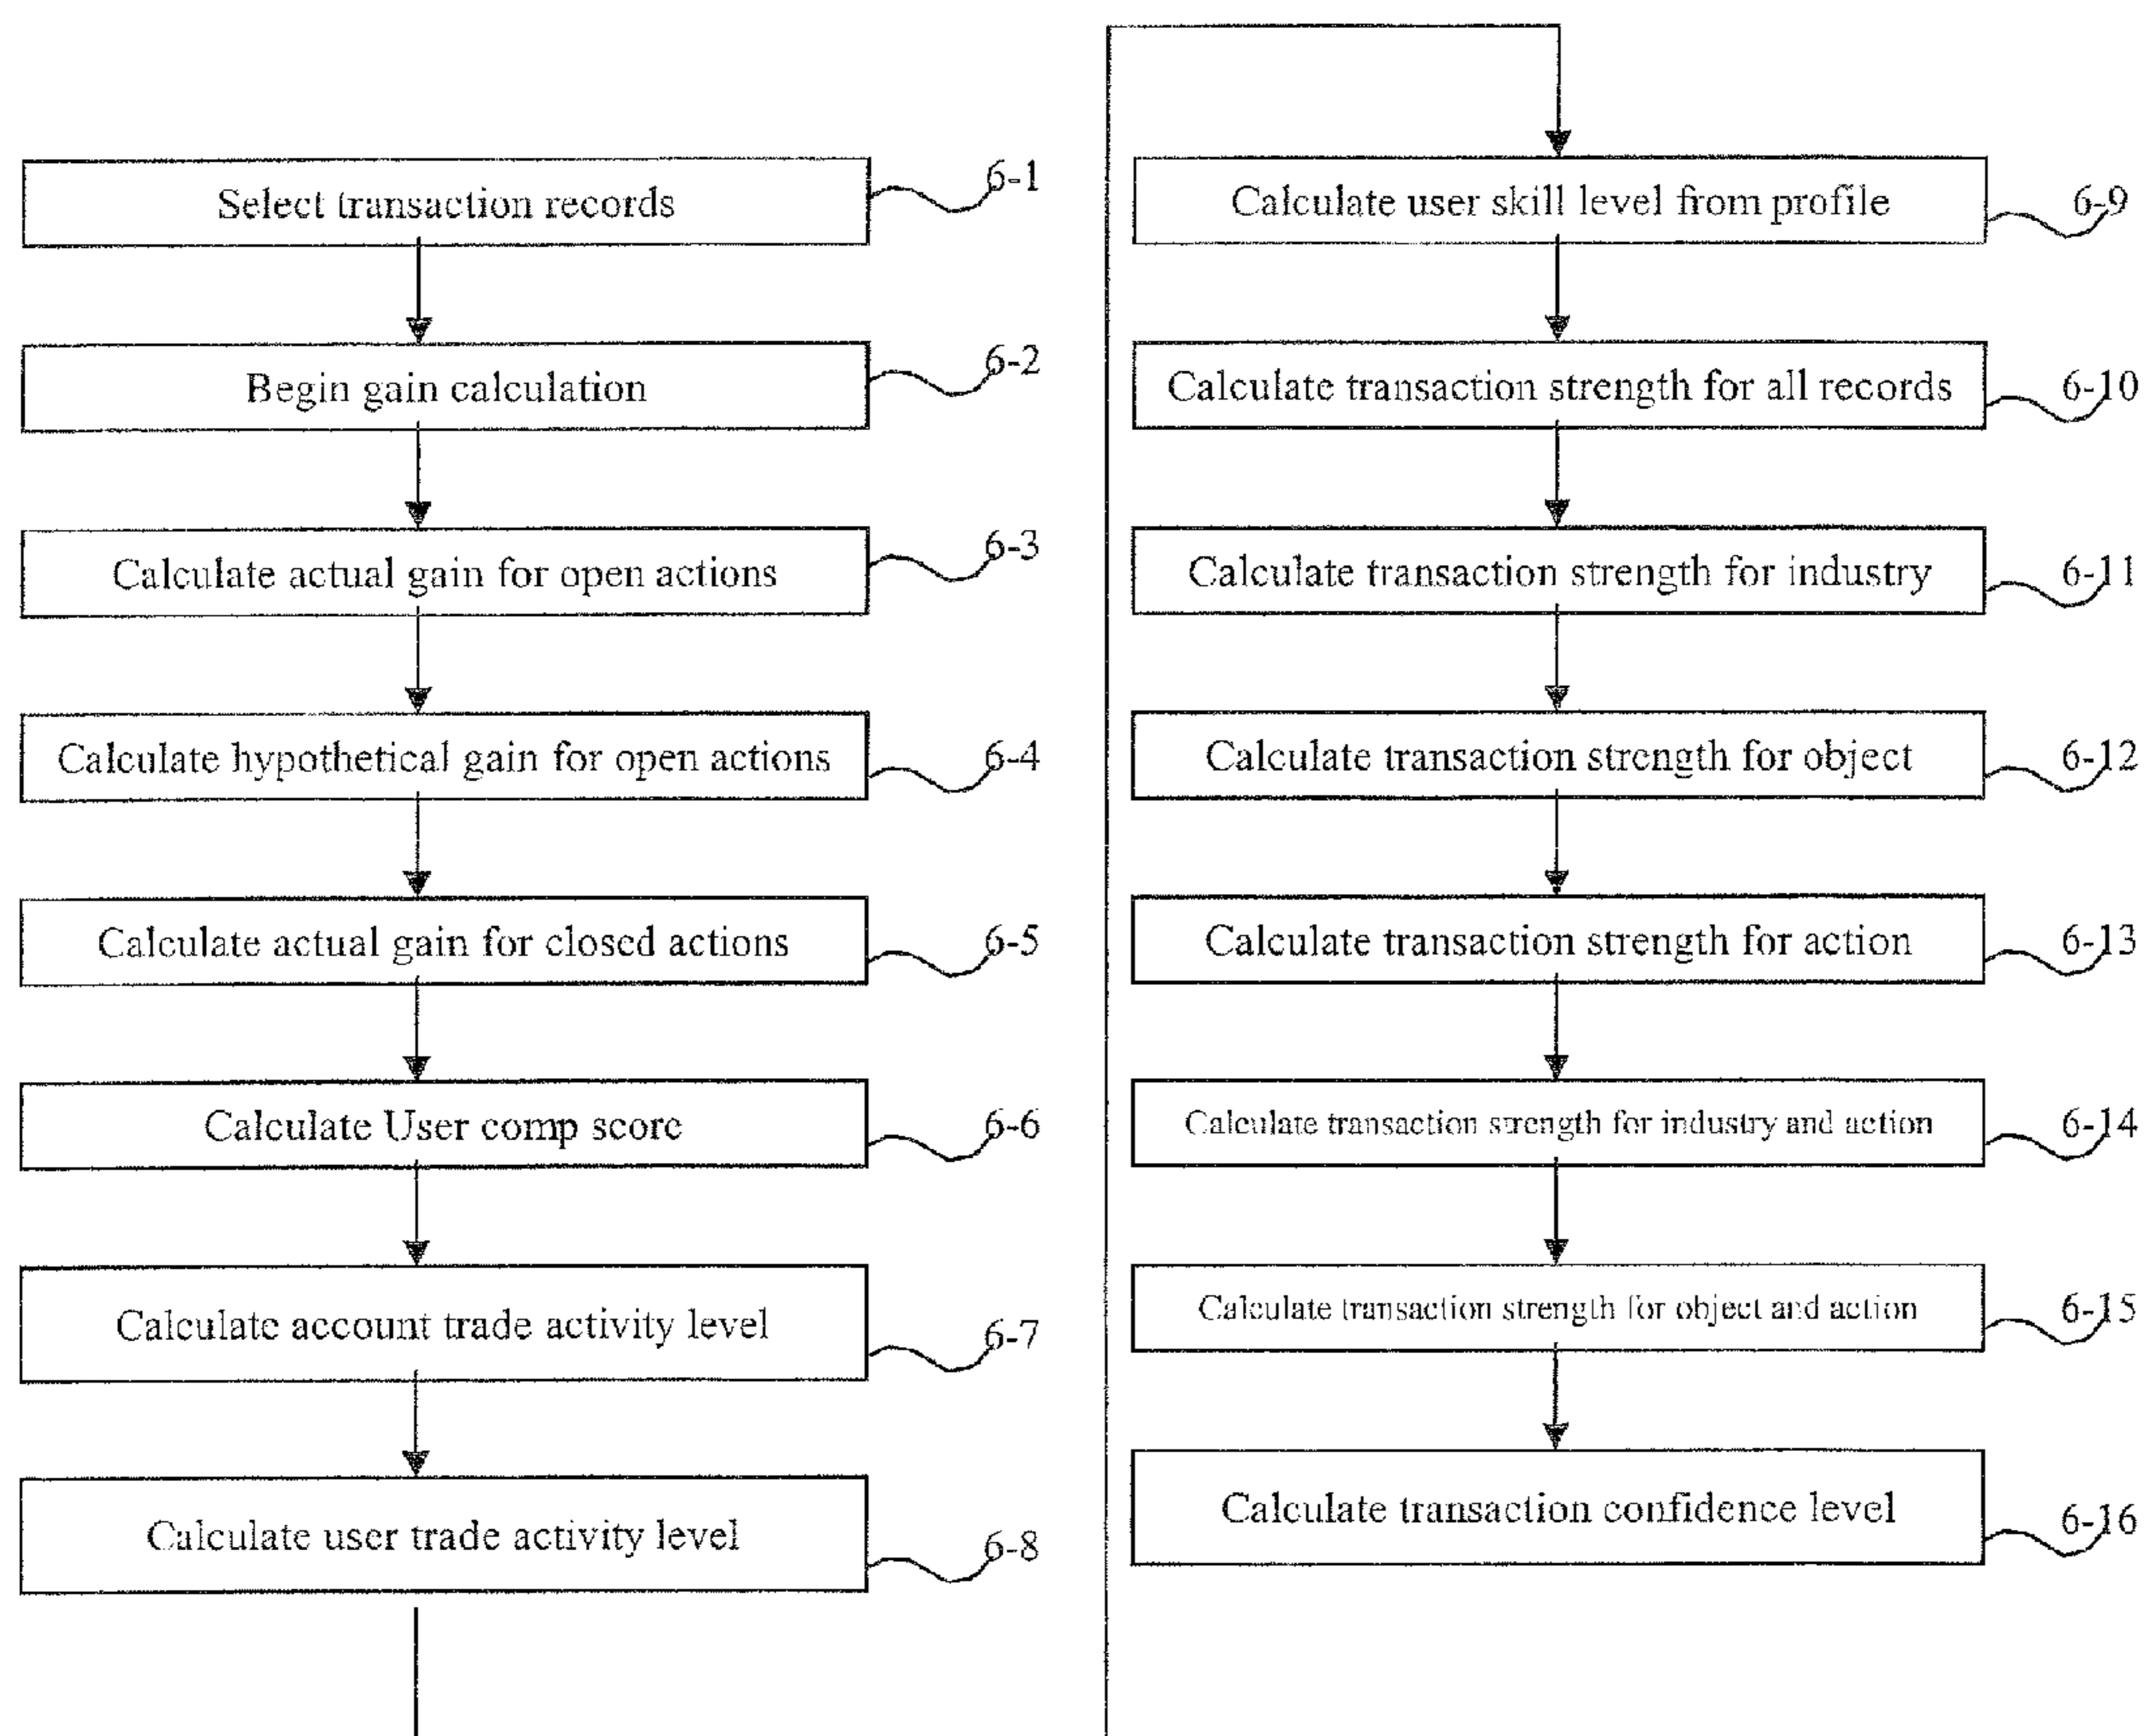 Select transaction records
6-1
Begin gain calculation
6-2
Calculate actual gain for open actions
6-3
Calculate hypothetical gain for open actions
6-4
Calculate actual gain for closed actions
6-5
Calculate User comp score
6-6
Calculate account trade activity level
6-7
Calculate user trade activity level
6-8
Calculate user skill level from profile
6-9
Calculate transaction strength for all records
6-10
Calculate transaction strength for industry
6-11
Calculate transaction strength for object
6-12
Calculate transaction strength for action
6-13
Calculate transaction strength for industry and action
6-14
Calculate transaction strength for object and action
6-15
Calculate transaction confidence level
6-16